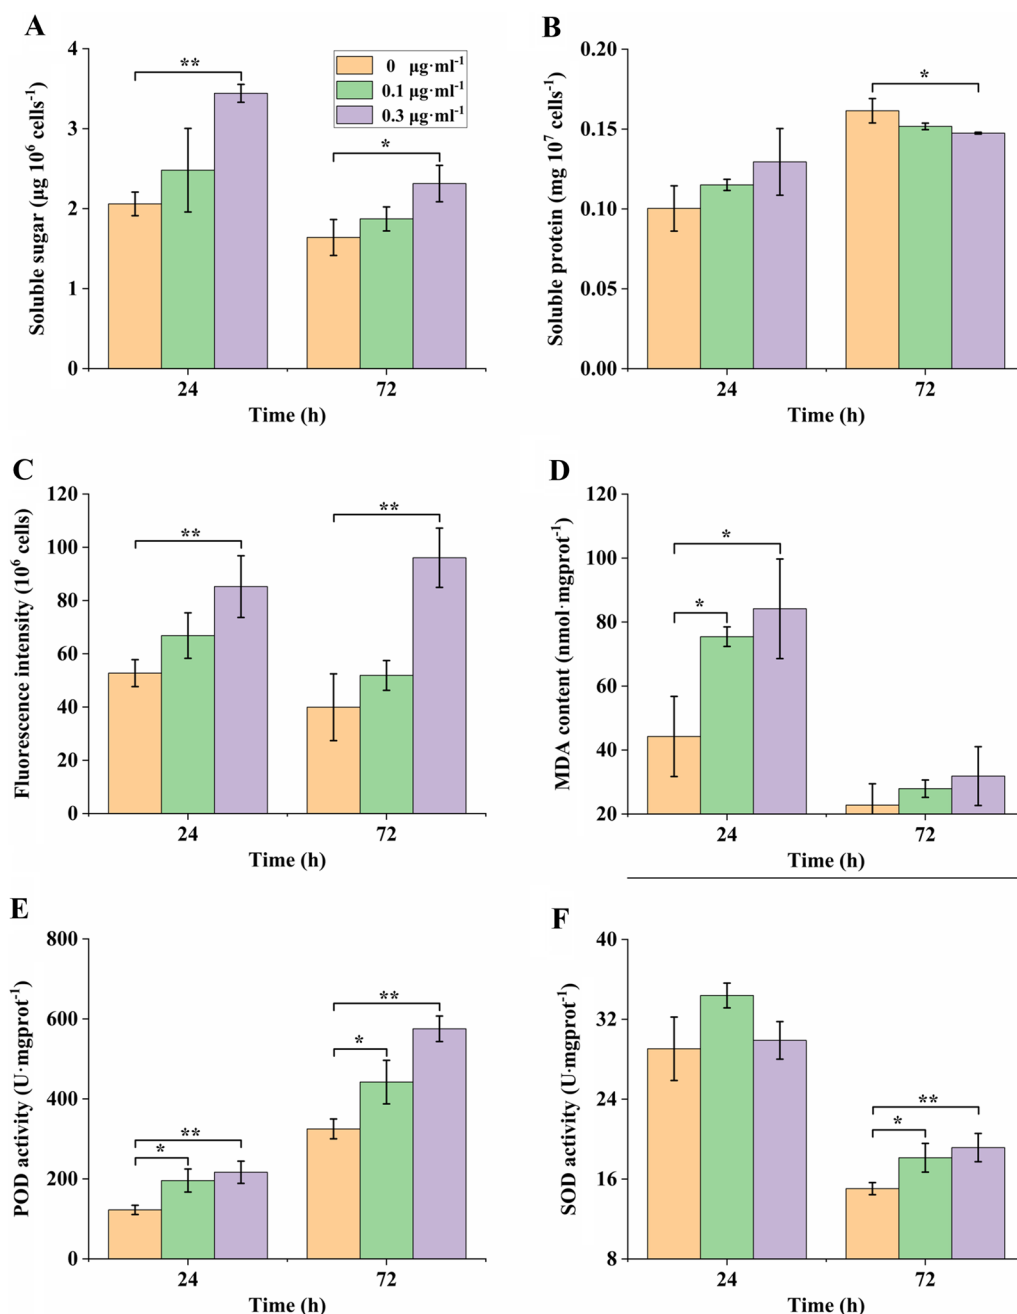 A
Soluble sugar (μg 10⁶ cells⁻¹)
4
3
2
1
0
**
*
0 μg·ml⁻¹
0.1 μg·ml⁻¹
0.3 μg·ml⁻¹
24
72
Time (h)
B
Soluble protein (mg 10⁷ cells⁻¹)
0.20
0.15
0.10
0.05
0.00
*
24
72
Time (h)
C
Fluorescence intensity (10⁶ cells)
120
100
80
60
40
20
0
**
**
24
72
Time (h)
D
MDA content (nmol·mgprot⁻¹)
120
100
80
60
40
20
*
*
24
72
Time (h)
E
POD activity (U·mgprot⁻¹)
800
600
400
200
0
**
*
**
*
24
72
Time (h)
F
SOD activity (U·mgprot⁻¹)
40
32
24
16
8
**
*
24
72
Time (h)